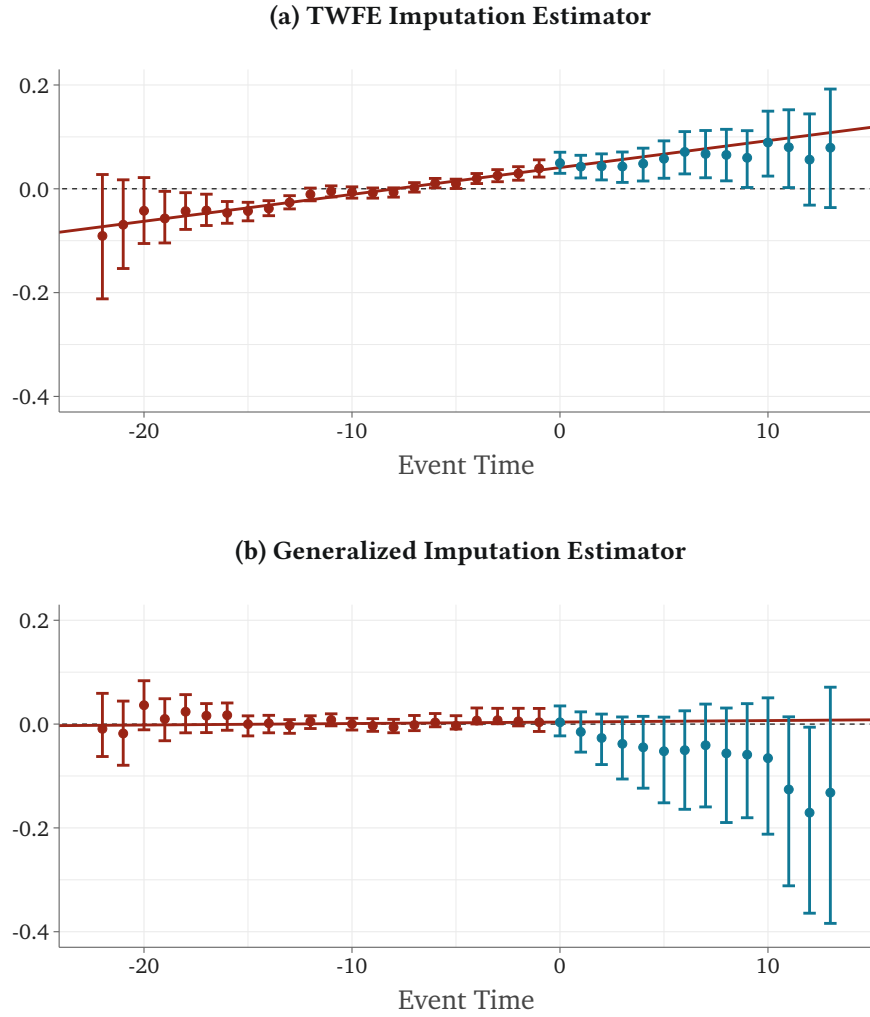 (a) TWFE Imputation Estimator
0.2
0.0
-0.2
-0.4
-20 -10 0 10
Event Time
(b) Generalized Imputation Estimator
0.2
0.0
-0.2
-0.4
-20 -10 0 10
Event Time